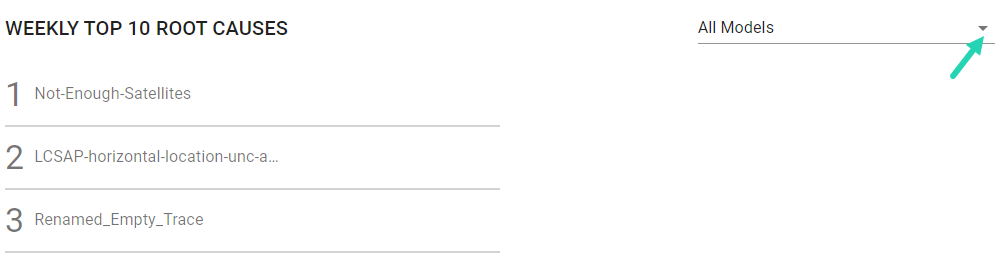 WEEKLY TOP 10 ROOT CAUSES
All Models
1 Not-Enough-Satellites
2 LCSAP-horizontal-location-unc-a...
3 Renamed_Empty_Trace